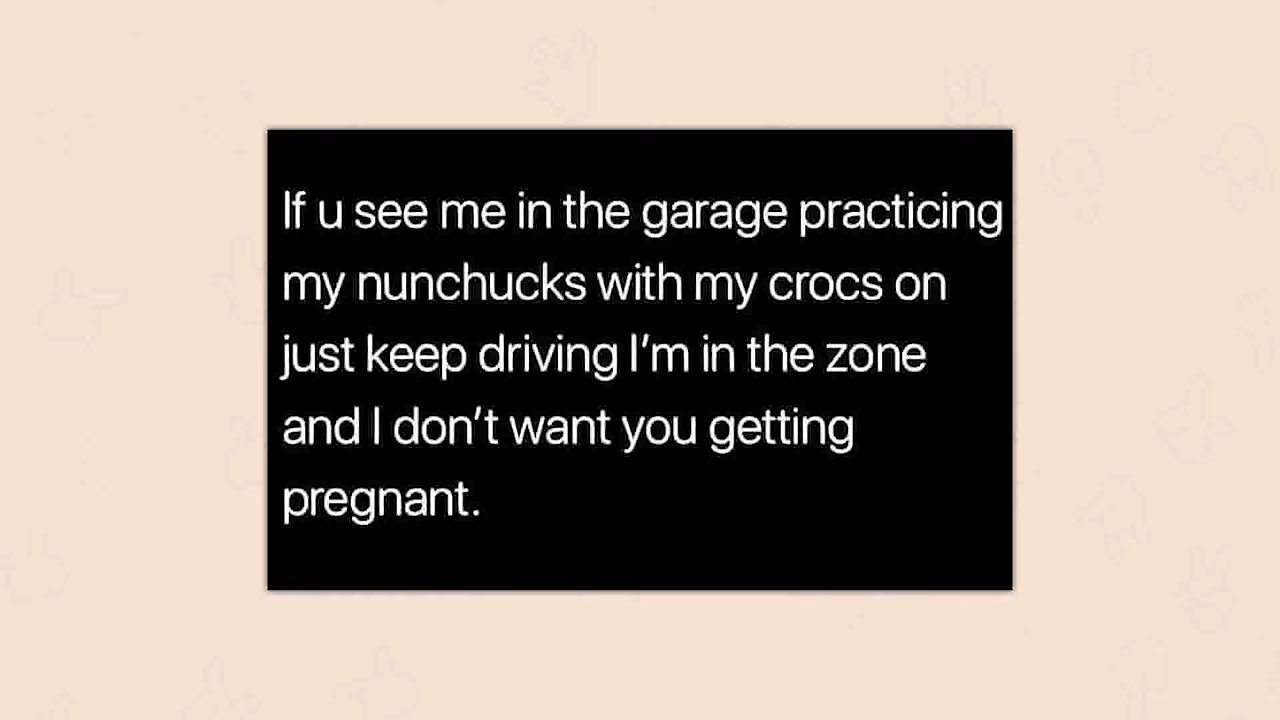 If u see me in the garage practicing
my nunchucks with my crocs on
just keep driving I'm in the zone
and I don't want you getting
pregnant.